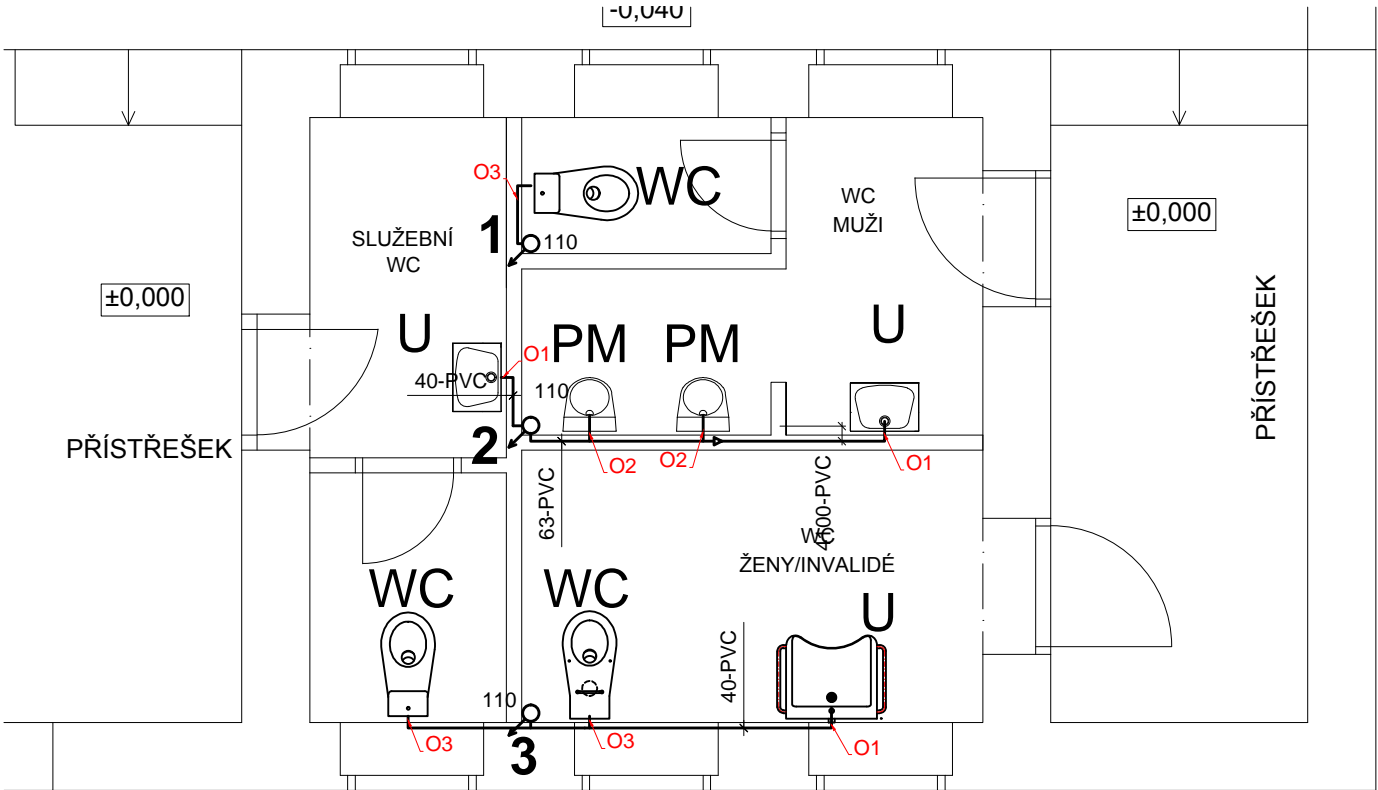 -0,040
O3
WC
WC
MUŽI
±0,000
1
110
SLUŽEBNÍ
WC
±0,000
PŘÍSTŘEŠEK
U
PM
PM
U
O1
40-PVC
110
2
PŘÍSTŘEŠEK
O2
O2
O1
63-PVC
WC
ŽENY/INVALIDÉ
WC
WC
U
40-PVC
110
O3
3
O3
O1